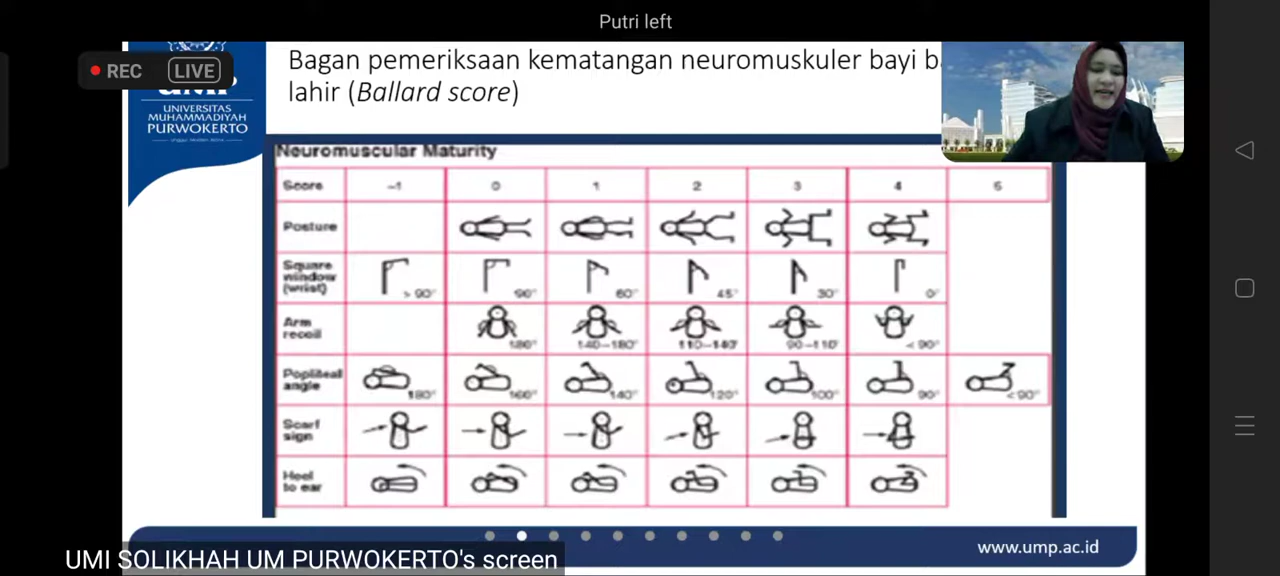 Putri left
REC LIVE
UNIVERSITAS
MUHAMMADIYAH
PURWOKERTO
Bagan pemeriksaan kematangan neuromuskuler bayi
lahir (Ballard score)
Neuromuscular Maturity
Score -1 0 1 2 3 4 5
Posture
Square
window
(wrist) > 90° 90° 60° 45° 30° 0°
Arm
recoil 180° 140-180° 110-140° 90-110° < 90°
Popliteal
angle 180° 160° 140° 120° 100° 90° < 90°
Scarf
sign
Heel
to ear
www.ump.ac.id
UMI SOLIKHAH UM PURWOKERTO's screen